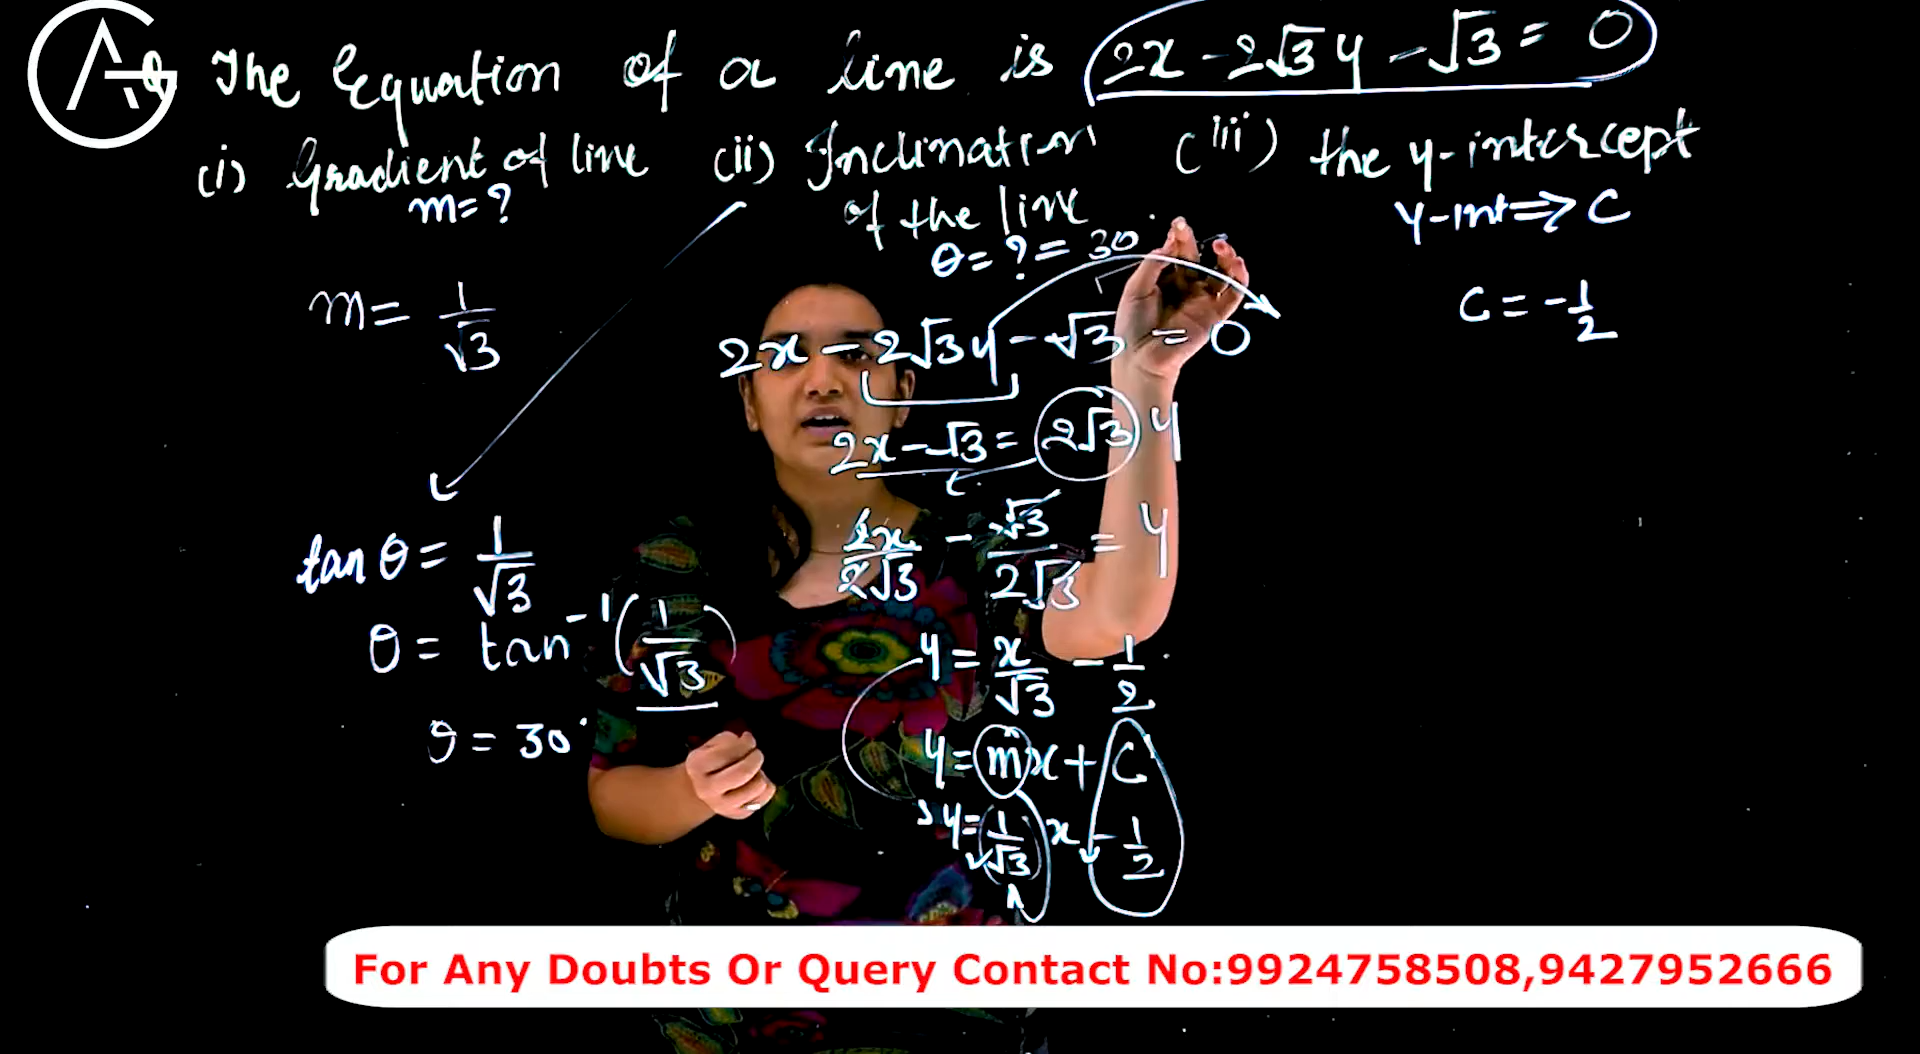 Q The Equation of a line is 2x - 2√3 y - √3 = 0
(i) Gradient of line (ii) Inclination of the line (iii) the y-intercept
m= ?
θ= ? = 30
y-int ⇒ C
m = 1/√3
C = -1/2
2x - 2√3 y - √3 = 0
2x - √3 = 2√3 y
2x/2√3 - √3/2√3 = y
y = x/√3 - 1/2
y = mx + C
y = 1/√3 x - 1/2
tan θ = 1/√3
θ = tan⁻¹(1/√3)
θ = 30°
For Any Doubts Or Query Contact No:9924758508,9427952666